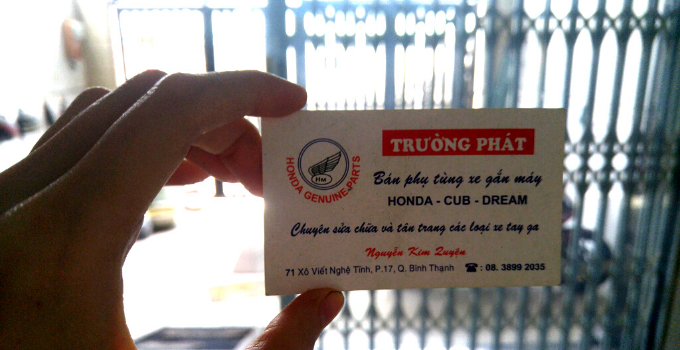 TRƯỜNG PHÁT
HM
HONDA GENUINE-PARTS
Bán phụ tùng xe gắn máy
HONDA - CUB - DREAM
Chuyên sửa chữa và tân trang các loại xe tay ga
Nguyễn Kim Quyên
71 Xô Viết Nghệ Tĩnh, P.17, Q. Bình Thạnh ☎: 08. 3899 2035